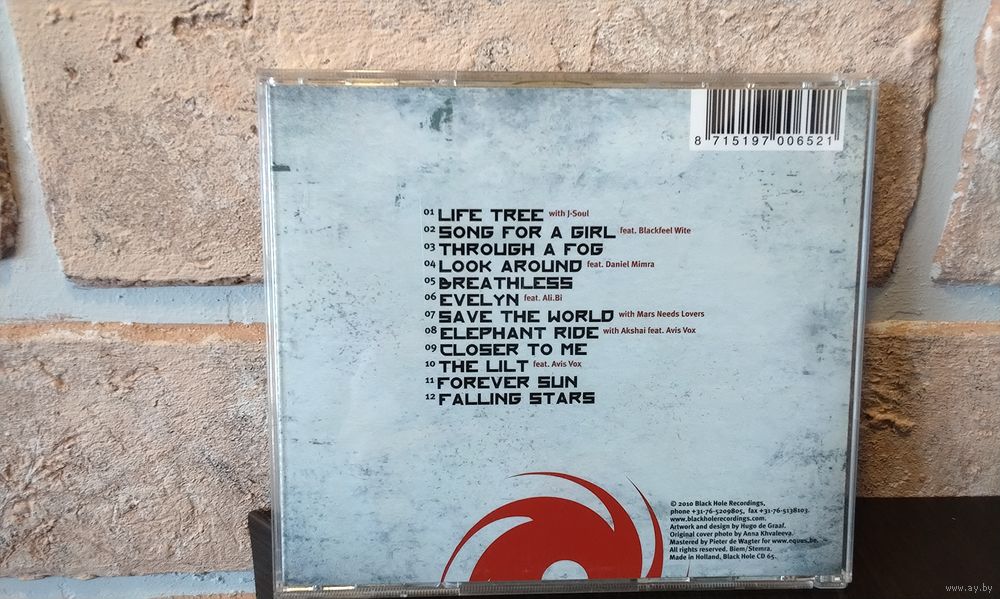 8 715197 006521
01 LIFE TREE with J-Soul
02 SONG FOR A GIRL feat. Blackfeel Wite
03 THROUGH A FOG
04 LOOK AROUND feat. Daniel Mimra
05 BREATHLESS
06 EVELYN feat. Ali.Bi
07 SAVE THE WORLD with Mars Needs Lovers
08 ELEPHANT RIDE with Akshai feat. Avis Vox
09 CLOSER TO ME
10 THE LILT feat. Avis Vox
11 FOREVER SUN
12 FALLING STARS
© 2010 Black Hole Recordings,
phone +31-76-5209805, fax +31-76-5138103.
www.blackholerecordings.com.
Artwork and design by Hugo de Graaf.
Original cover photo by Anna Khvaleeva.
Mastered by Pieter de Wagter for www.equus.be.
All rights reserved. Biem/Stemra.
Made in Holland, Black Hole CD 65.
www.ay.by